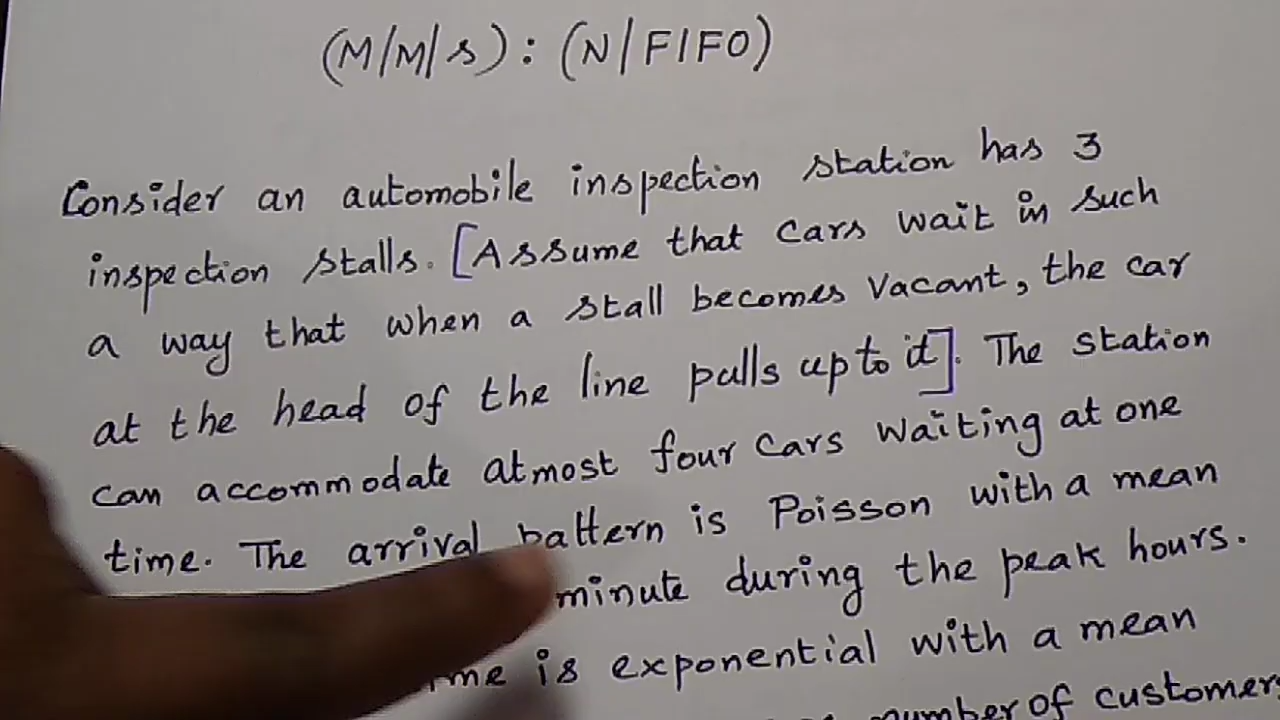 (M/M/s) : (N/FIFO)
Consider an automobile inspection station has 3
inspection stalls. [Assume that cars wait in such
a way that when a stall becomes vacant, the car
at the head of the line pulls up to it]. The station
can accommodate atmost four cars waiting at one
time. The arrival pattern is Poisson with a mean
minute during the peak hours.
is exponential with a mean
number of customers